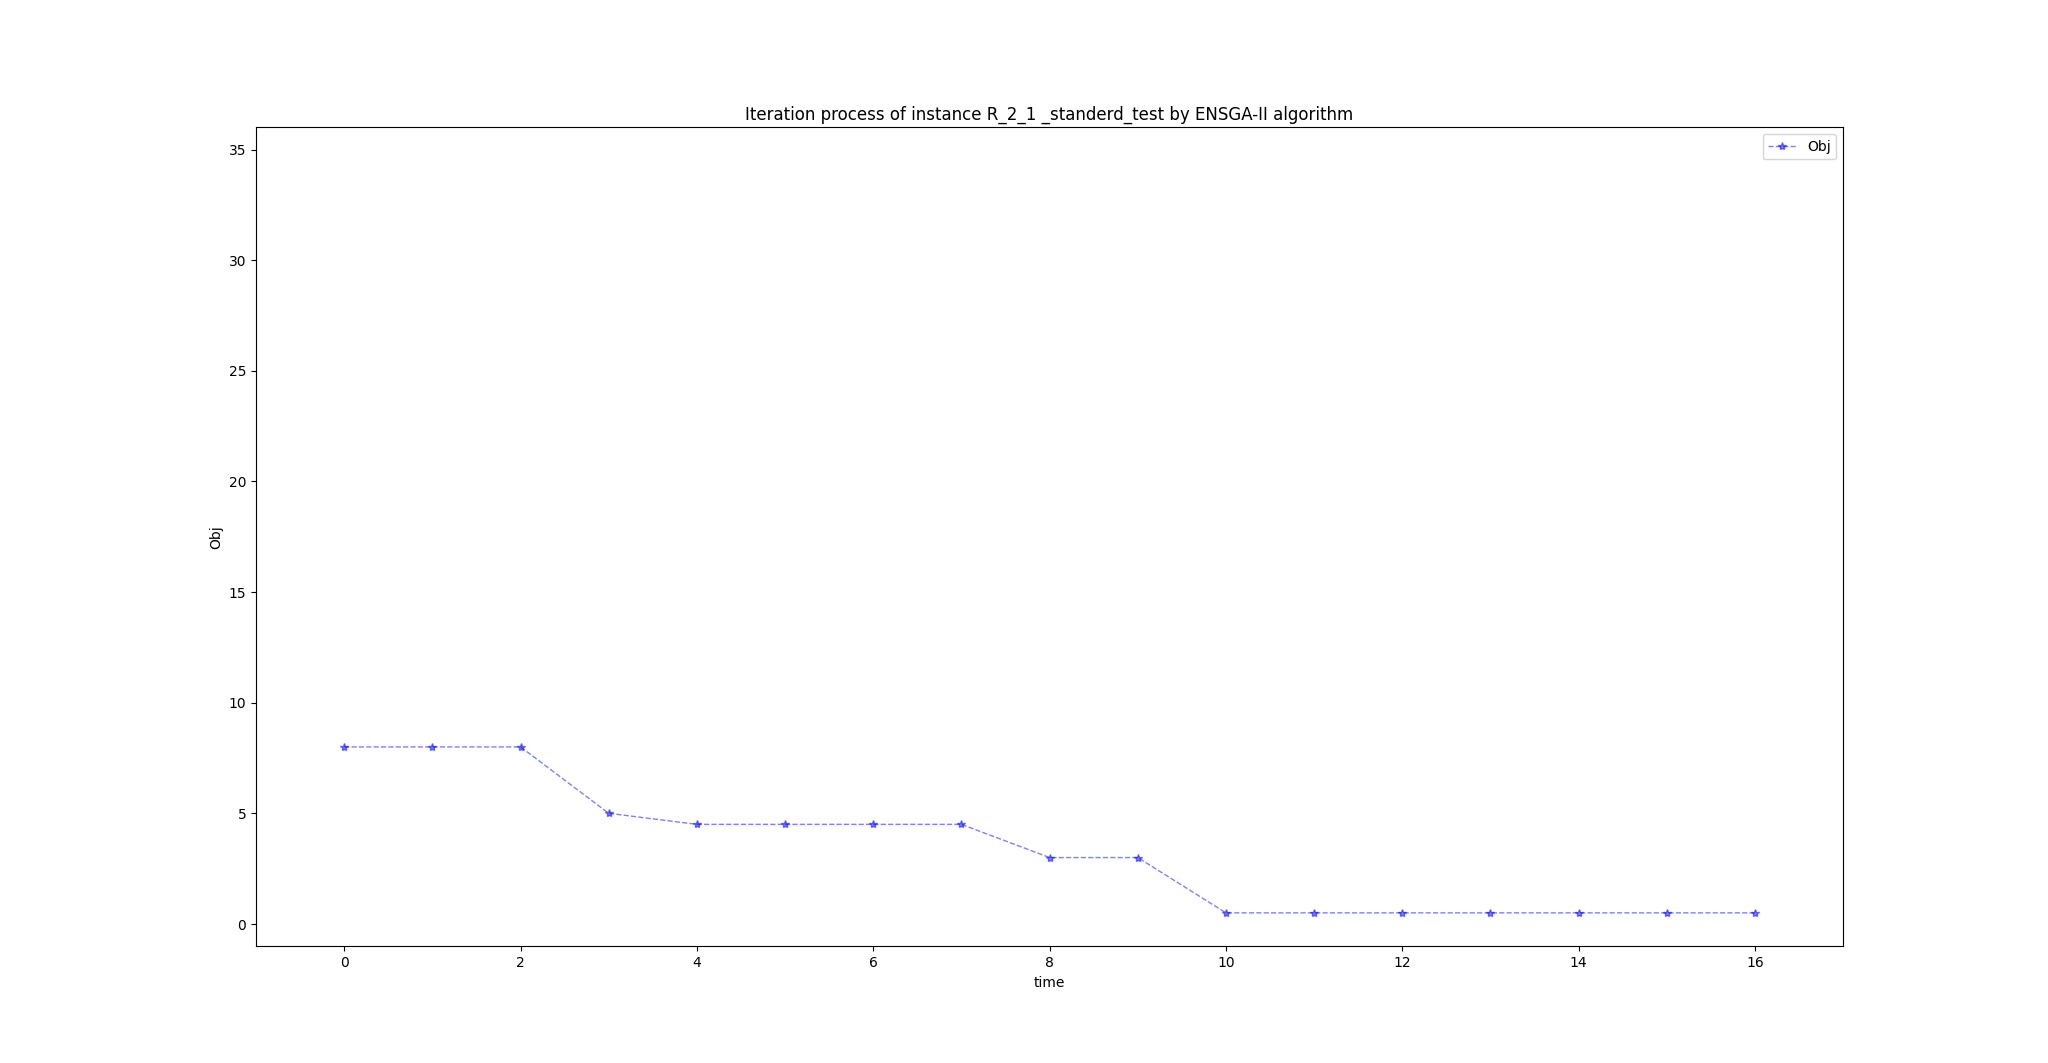 Iteration process of instance R_2_1 _standerd_test by ENSGA-II algorithm
Obj
35
30
25
20
15
10
5
0
Obj
0 2 4 6 8 10 12 14 16
time